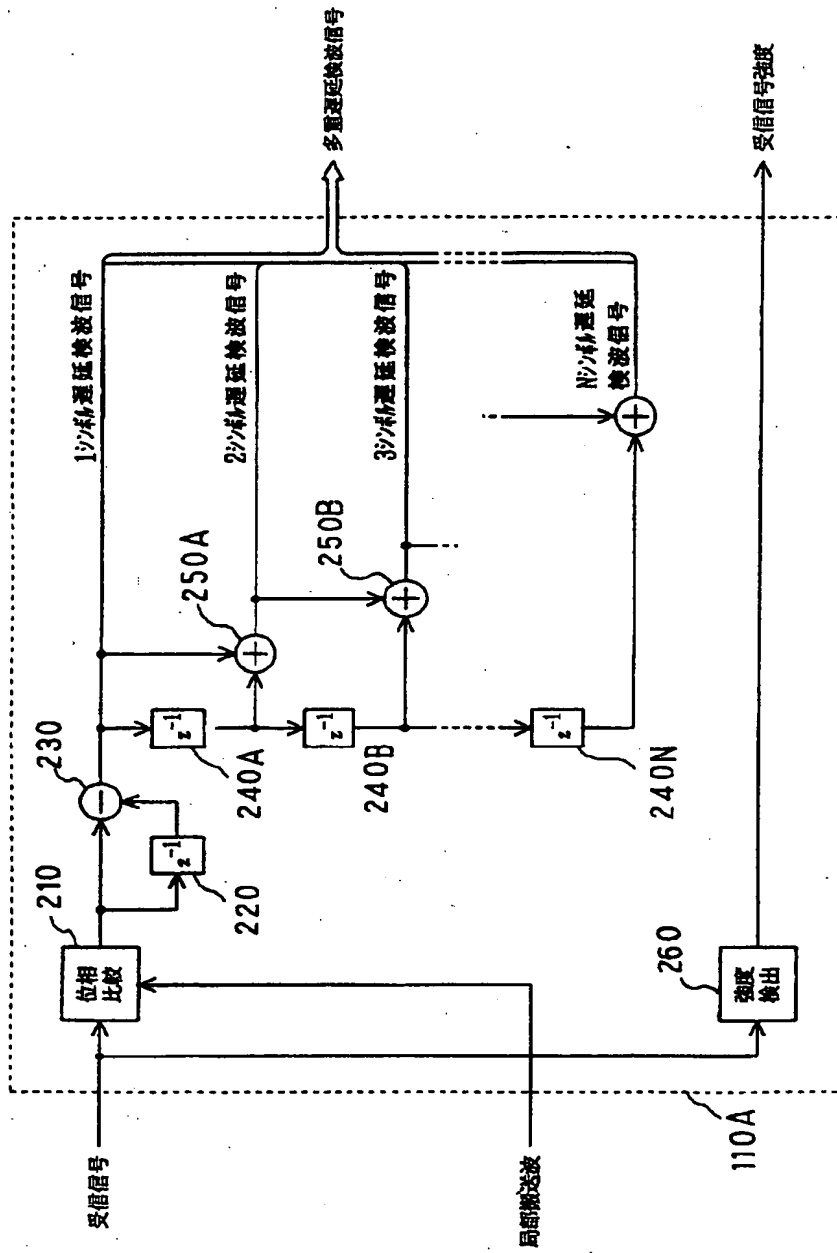 受信信号
局部搬送波
110A
210
位相
比較
z⁻¹
220
230
−
z⁻¹
240A
z⁻¹
240B
z⁻¹
240N
+
250A
+
250B
+
1シンボル遅延検波信号
2シンボル遅延検波信号
3シンボル遅延検波信号
Nシンボル遅延
検波信号
多重遅延検波信号
260
強度
検出
受信信号強度